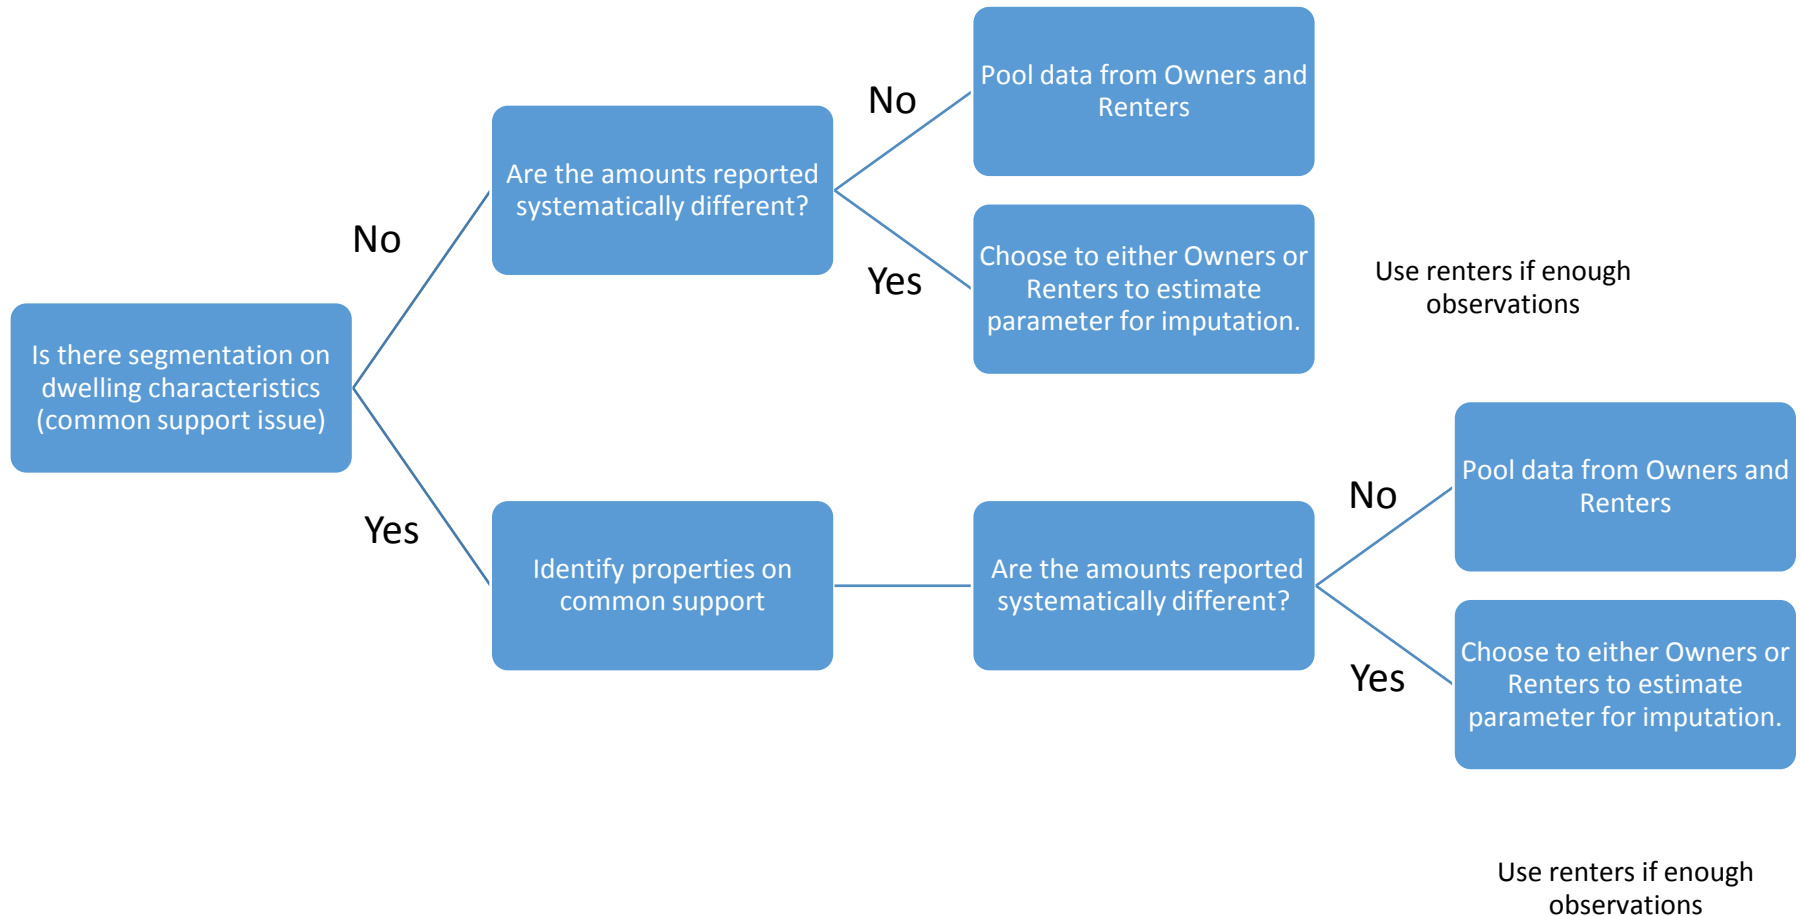 Is there segmentation on
dwelling characteristics
(common support issue)
No
Yes
Are the amounts reported
systematically different?
No
Yes
Pool data from Owners and
Renters
Choose to either Owners or
Renters to estimate
parameter for imputation.
Use renters if enough
observations
Identify properties on
common support
Are the amounts reported
systematically different?
No
Yes
Pool data from Owners and
Renters
Choose to either Owners or
Renters to estimate
parameter for imputation.
Use renters if enough
observations